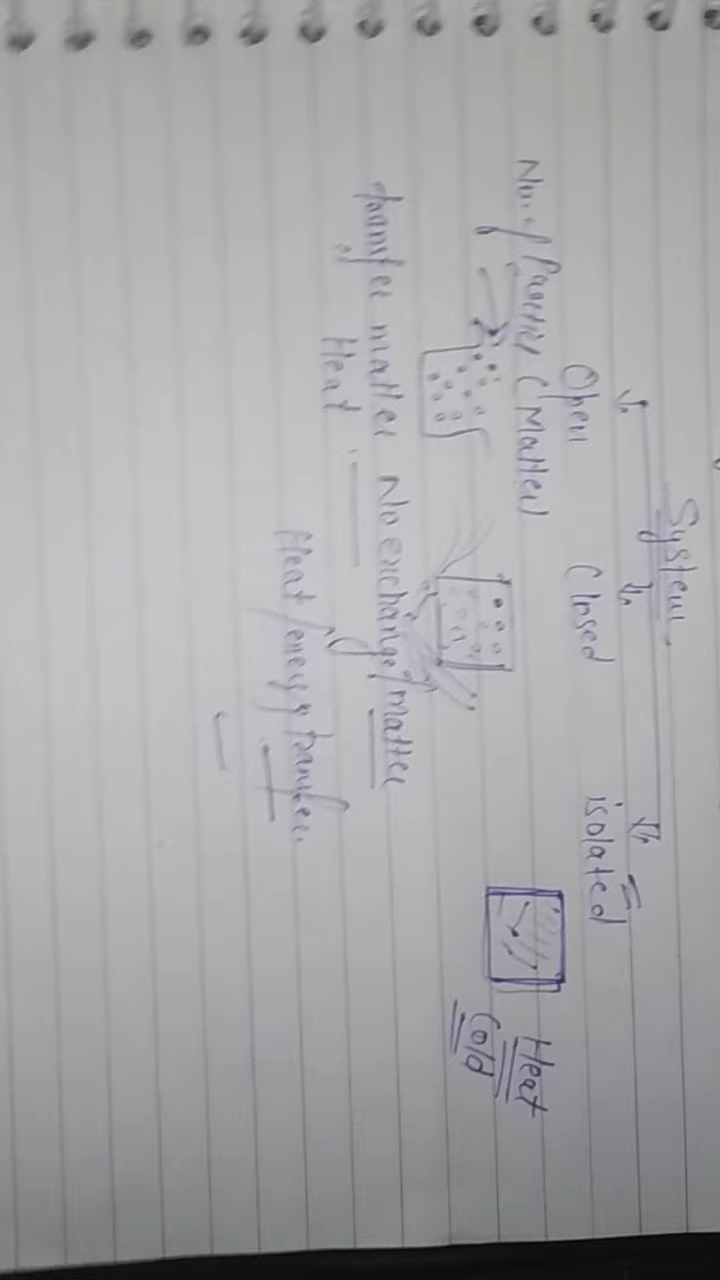 System
Open Closed isolated
No. of Particles (Matter)
Heat
Cold
transfer matter No exchange of matter
Heat
Heat/energy transfer.